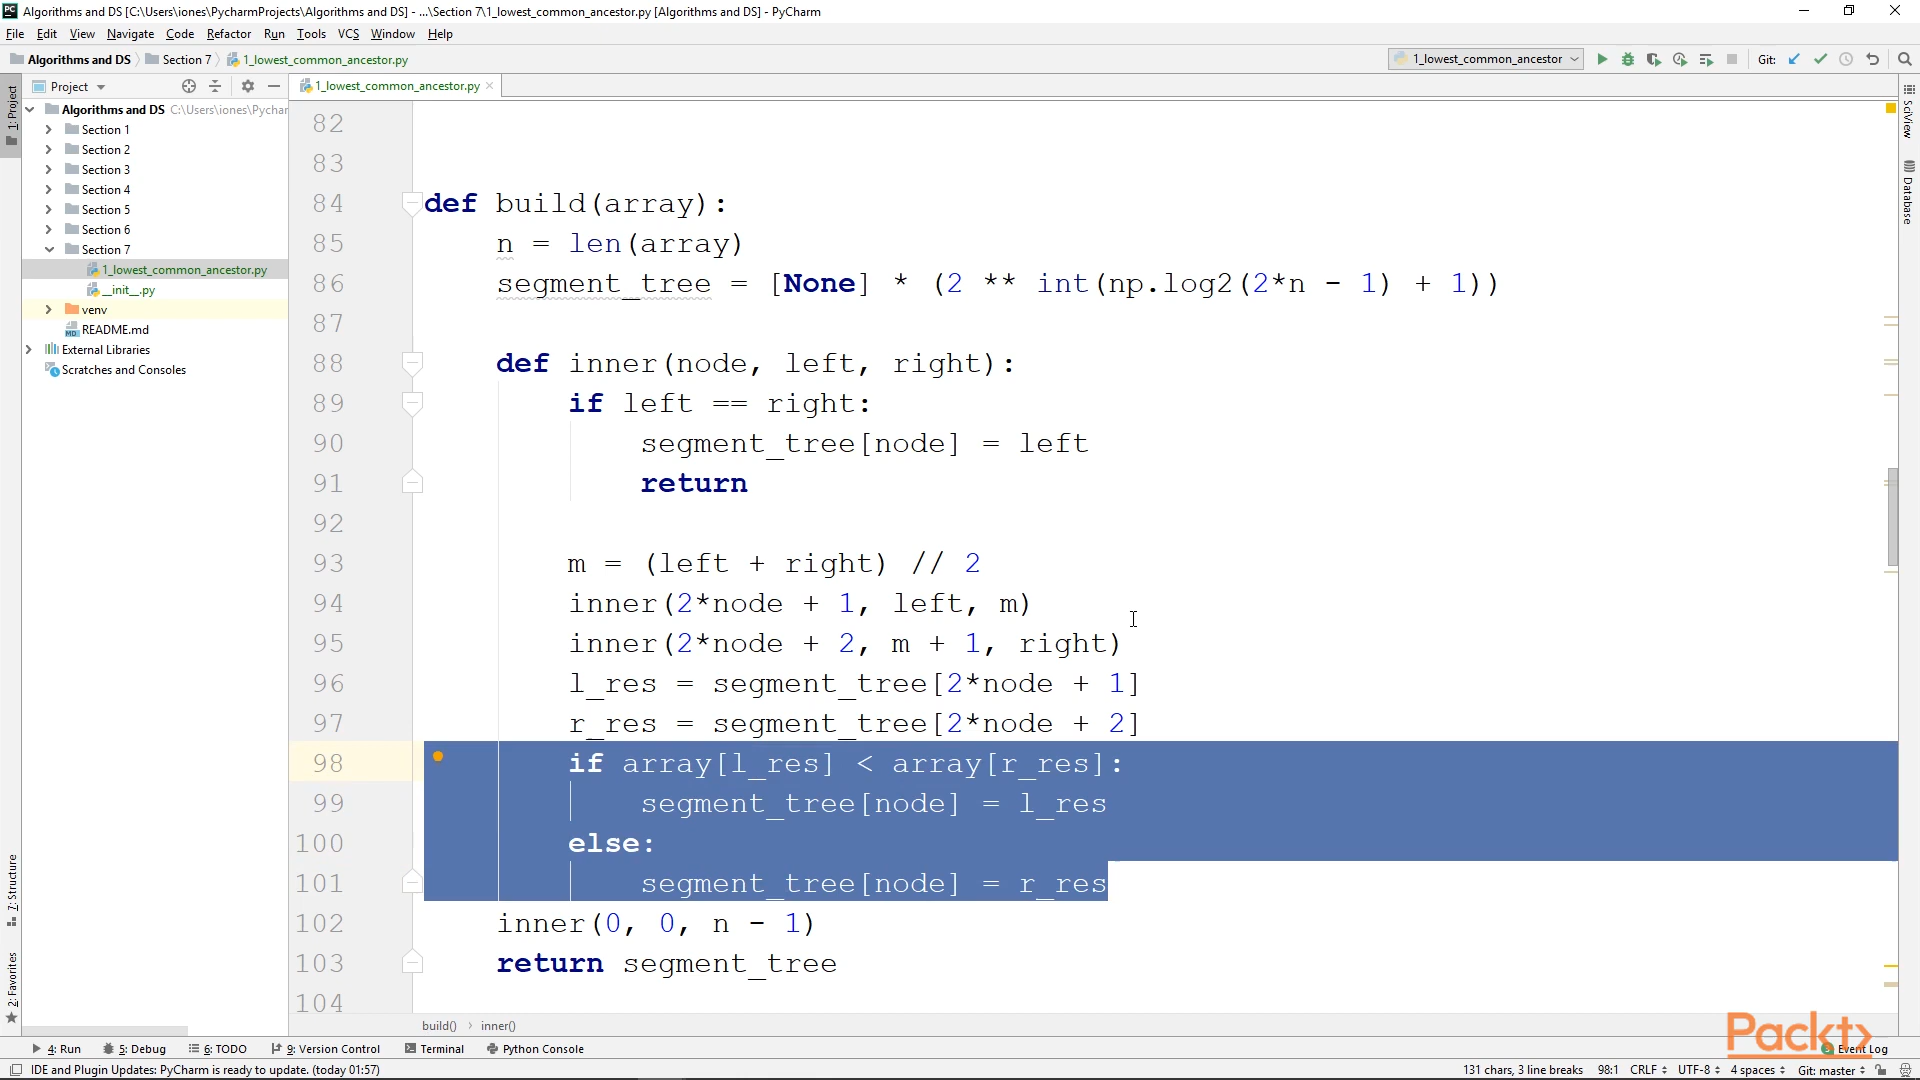 Algorithms and DS [C:\Users\iones\PycharmProjects\Algorithms and DS] - ...\Section 7\1_lowest_common_ancestor.py [Algorithms and DS] - PyCharm
File Edit View Navigate Code Refactor Run Tools VCS Window Help
Algorithms and DS Section 7 1_lowest_common_ancestor.py 1_lowest_common_ancestor Git:
Project
1_lowest_common_ancestor.py
1: Project
Algorithms and DS C:\Users\iones\Pychar
Section 1
Section 2
Section 3
Section 4
Section 5
Section 6
Section 7
1_lowest_common_ancestor.py
__init__.py
venv
README.md
External Libraries
Scratches and Consoles
7: Structure
2: Favorites
SciView
Database
82
83
84 def build(array):
85 n = len(array)
86 segment_tree = [None] * (2 ** int(np.log2(2*n - 1) + 1))
87
88 def inner(node, left, right):
89 if left == right:
90 segment_tree[node] = left
91 return
92
93 m = (left + right) // 2
94 inner(2*node + 1, left, m)
95 inner(2*node + 2, m + 1, right)
96 l_res = segment_tree[2*node + 1]
97 r_res = segment_tree[2*node + 2]
98 if array[l_res] < array[r_res]:
99 segment_tree[node] = l_res
100 else:
101 segment_tree[node] = r_res
102 inner(0, 0, n - 1)
103 return segment_tree
104
build() › inner()
Packt>
4: Run 5: Debug 6: TODO 9: Version Control Terminal Python Console Event Log
IDE and Plugin Updates: PyCharm is ready to update. (today 01:57) 131 chars, 3 line breaks 98:1 CRLF UTF-8 4 spaces Git: master